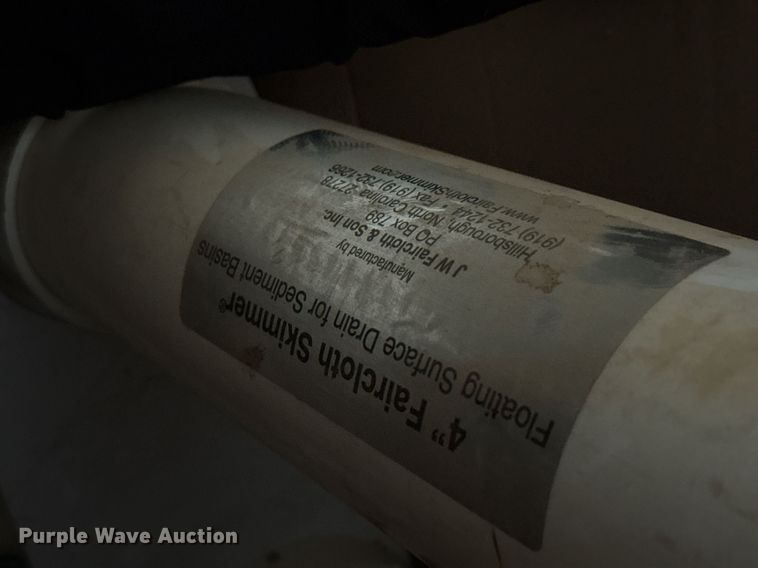 4" Faircloth Skimmer®
Floating Surface Drain for Sediment Basins
Manufactured by
J W Faircloth & Son Inc.
PO Box 789
Hillsborough, North Carolina 27278
(919) 732-1244 Fax (919) 732-1266
www.FairclothSkimmer.com
Purple Wave Auction